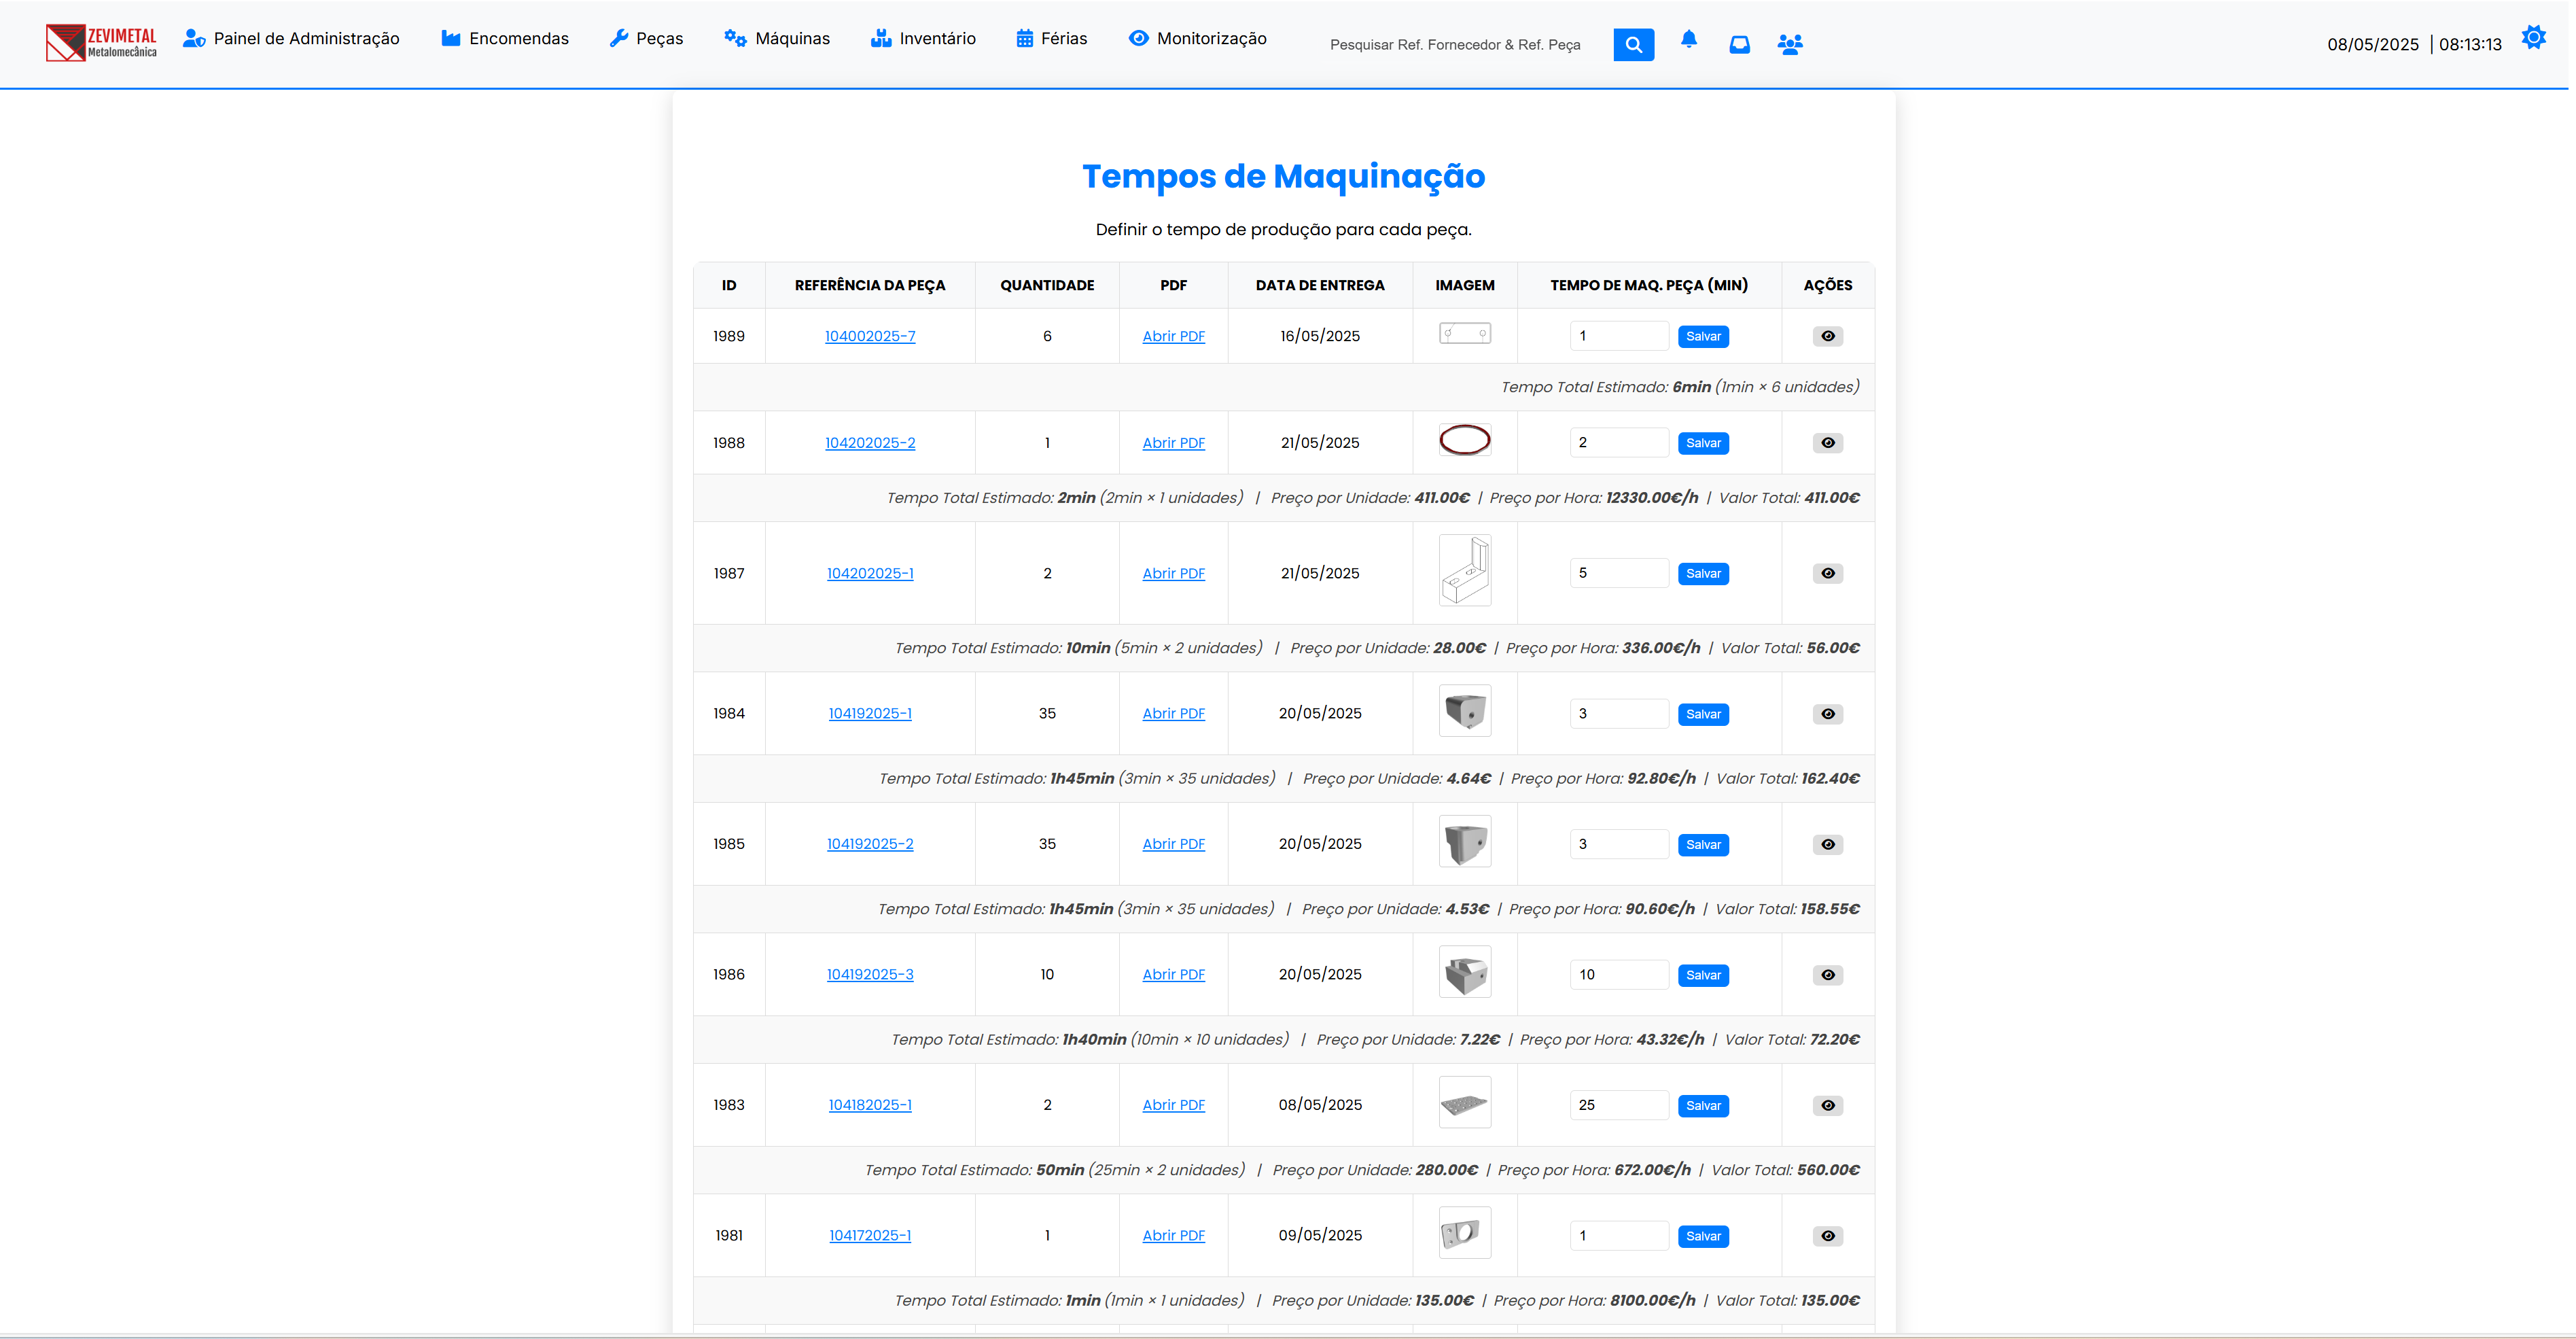 ZEVIMETAL
Metalomecânica
Painel de Administração Encomendas Peças Máquinas Inventário Férias Monitorização Pesquisar Ref. Fornecedor & Ref. Peça 08/05/2025 | 08:13:13
Tempos de Maquinação
Definir o tempo de produção para cada peça.
ID REFERÊNCIA DA PEÇA QUANTIDADE PDF DATA DE ENTREGA IMAGEM TEMPO DE MAQ. PEÇA (MIN) AÇÕES
1989 104002025-7 6 Abrir PDF 16/05/2025 1 Salvar
Tempo Total Estimado: 6min (1min × 6 unidades)
1988 104202025-2 1 Abrir PDF 21/05/2025 2 Salvar
Tempo Total Estimado: 2min (2min × 1 unidades) | Preço por Unidade: 411.00€ | Preço por Hora: 12330.00€/h | Valor Total: 411.00€
1987 104202025-1 2 Abrir PDF 21/05/2025 5 Salvar
Tempo Total Estimado: 10min (5min × 2 unidades) | Preço por Unidade: 28.00€ | Preço por Hora: 336.00€/h | Valor Total: 56.00€
1984 104192025-1 35 Abrir PDF 20/05/2025 3 Salvar
Tempo Total Estimado: 1h45min (3min × 35 unidades) | Preço por Unidade: 4.64€ | Preço por Hora: 92.80€/h | Valor Total: 162.40€
1985 104192025-2 35 Abrir PDF 20/05/2025 3 Salvar
Tempo Total Estimado: 1h45min (3min × 35 unidades) | Preço por Unidade: 4.53€ | Preço por Hora: 90.60€/h | Valor Total: 158.55€
1986 104192025-3 10 Abrir PDF 20/05/2025 10 Salvar
Tempo Total Estimado: 1h40min (10min × 10 unidades) | Preço por Unidade: 7.22€ | Preço por Hora: 43.32€/h | Valor Total: 72.20€
1983 104182025-1 2 Abrir PDF 08/05/2025 25 Salvar
Tempo Total Estimado: 50min (25min × 2 unidades) | Preço por Unidade: 280.00€ | Preço por Hora: 672.00€/h | Valor Total: 560.00€
1981 104172025-1 1 Abrir PDF 09/05/2025 1 Salvar
Tempo Total Estimado: 1min (1min × 1 unidades) | Preço por Unidade: 135.00€ | Preço por Hora: 8100.00€/h | Valor Total: 135.00€